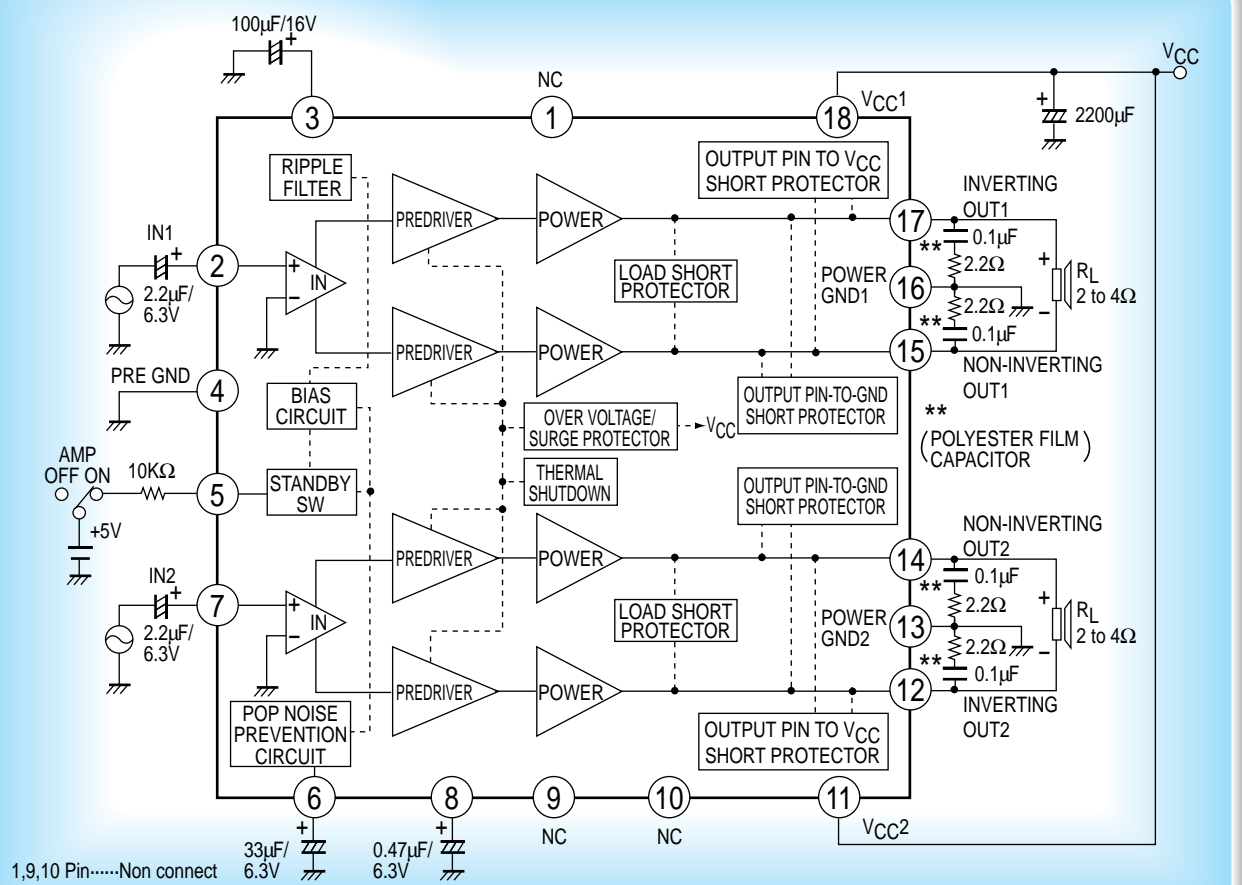 100µF/16V
+
NC
VCC
3
1
18
VCC1
+
2200µF
RIPPLE
FILTER
OUTPUT PIN TO VCC
SHORT PROTECTOR
INVERTING
OUT1
PREDRIVER
POWER
17
0.1µF
**
2.2Ω
IN1
+
2
2.2µF/
6.3V
+
IN
−
LOAD SHORT
PROTECTOR
POWER
GND1
16
+
RL
2 to 4Ω
−
2.2Ω
**
0.1µF
PREDRIVER
POWER
15
NON-INVERTING
OUT1
PRE GND
4
BIAS
CIRCUIT
OVER VOLTAGE/
SURGE PROTECTOR
VCC
OUTPUT PIN-TO-GND
SHORT PROTECTOR
**
(POLYESTER FILM)
CAPACITOR
AMP
OFF ON
10KΩ
5
+5V
STANDBY
SW
THERMAL
SHUTDOWN
OUTPUT PIN-TO-GND
SHORT PROTECTOR
NON-INVERTING
OUT2
PREDRIVER
POWER
14
0.1µF
**
2.2Ω
IN2
+
7
2.2µF/
6.3V
+
IN
−
LOAD SHORT
PROTECTOR
POWER
GND2
13
+
RL
2 to 4Ω
−
2.2Ω
**
0.1µF
PREDRIVER
POWER
12
INVERTING
OUT2
POP NOISE
PREVENTION
CIRCUIT
OUTPUT PIN TO VCC
SHORT PROTECTOR
6
8
9
10
11
+
33µF/
6.3V
+
0.47µF/
6.3V
NC
NC
VCC2
1,9,10 Pin······Non connect